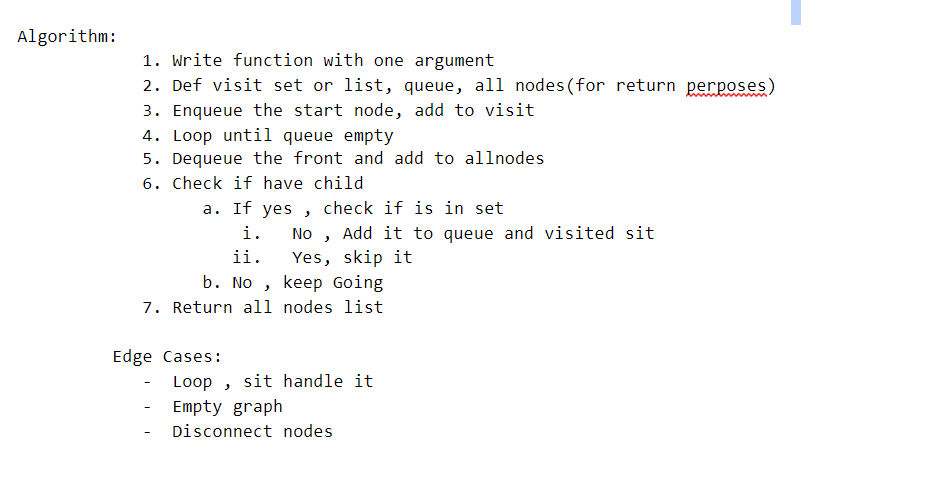 Algorithm:
1. Write function with one argument
2. Def visit set or list, queue, all nodes(for return perposes)
3. Enqueue the start node, add to visit
4. Loop until queue empty
5. Dequeue the front and add to allnodes
6. Check if have child
a. If yes , check if is in set
i. No , Add it to queue and visited sit
ii. Yes, skip it
b. No , keep Going
7. Return all nodes list
Edge Cases:
- Loop , sit handle it
- Empty graph
- Disconnect nodes